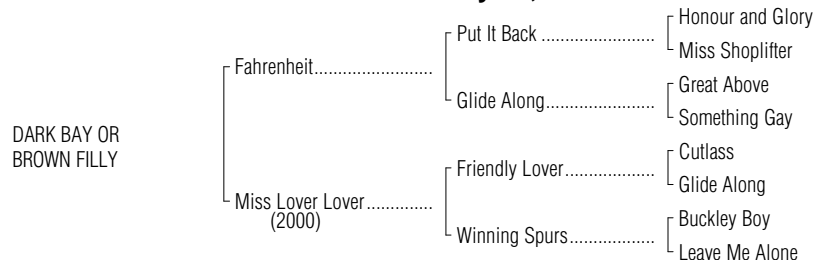 Honour and Glory
Put It Back ........................
Miss Shoplifter
Fahrenheit.........................
Great Above
Glide Along.......................
Something Gay
DARK BAY OR
BROWN FILLY
Cutlass
Friendly Lover...................
Glide Along
Miss Lover Lover..............
(2000)
Buckley Boy
Winning Spurs..................
Leave Me Alone